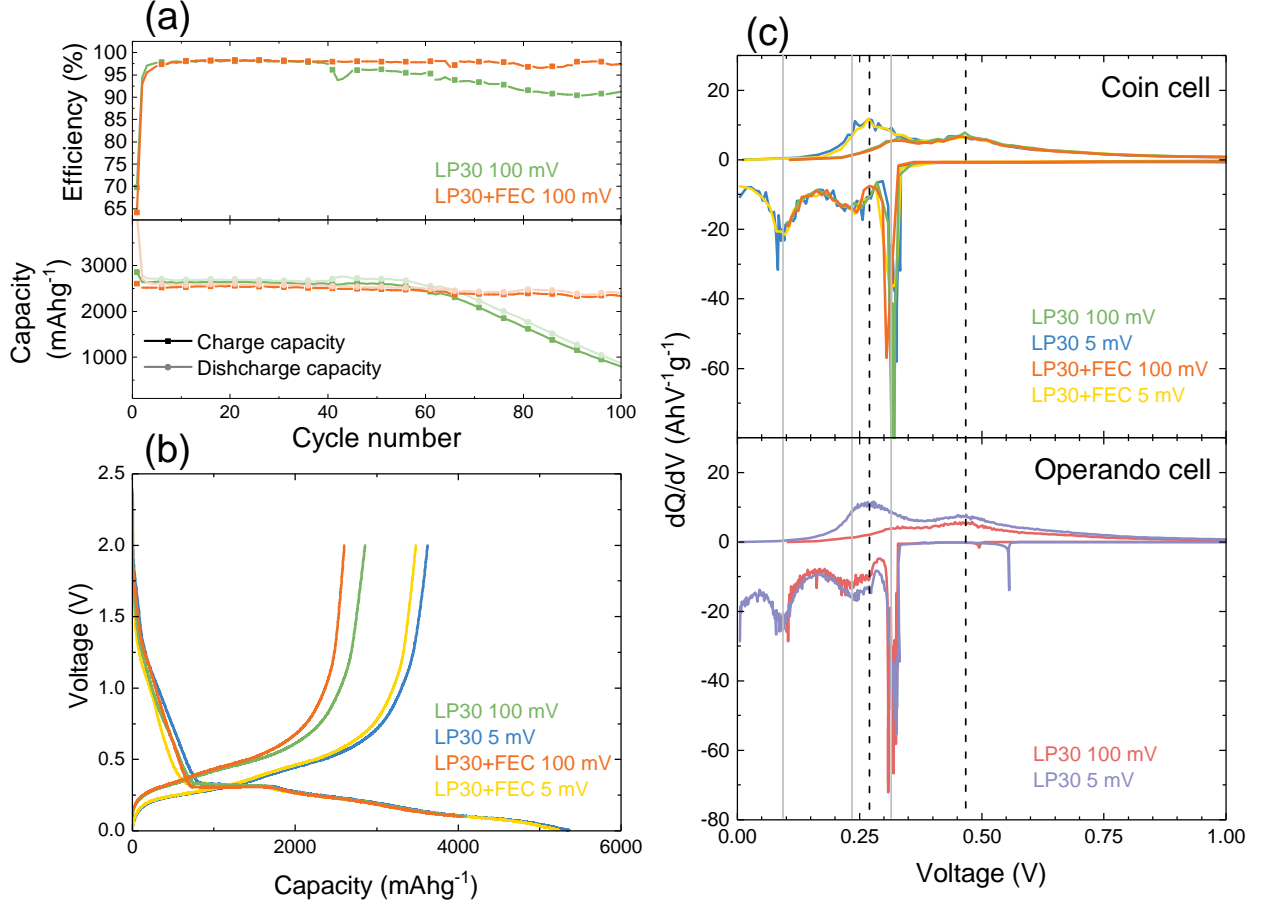 (a)
Efficiency (%)
100
95
90
85
80
75
70
65
LP30 100 mV
LP30+FEC 100 mV
Capacity
(mAhg-1)
3000
2000
1000
Charge capacity
Dishcharge capacity
0 20 40 60 80 100
Cycle number
(b)
Voltage (V)
2.5
2.0
1.5
1.0
0.5
0.0
LP30 100 mV
LP30 5 mV
LP30+FEC 100 mV
LP30+FEC 5 mV
0 2000 4000 6000
Capacity (mAhg-1)
(c)
dQ/dV (AhV-1g-1)
Coin cell
20
0
-20
-40
-60
LP30 100 mV
LP30 5 mV
LP30+FEC 100 mV
LP30+FEC 5 mV
Operando cell
20
0
-20
-40
-60
-80
LP30 100 mV
LP30 5 mV
0.00 0.25 0.50 0.75 1.00
Voltage (V)